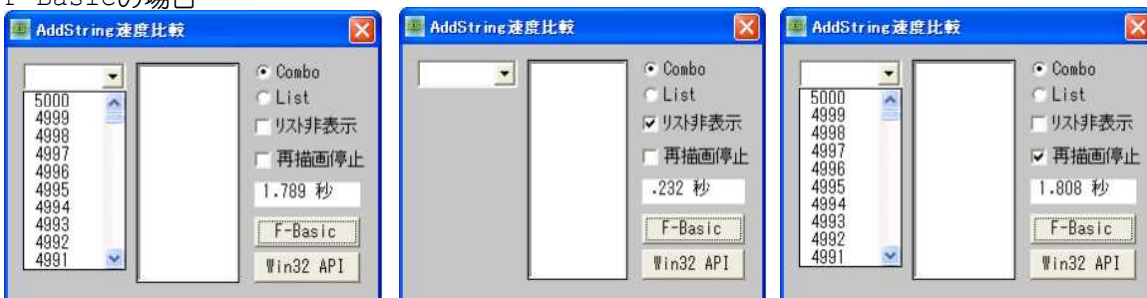 F-Basicの場合
AddString速度比較
5000
4999
4998
4997
4996
4995
4994
4993
4992
4991
Combo
List
リスト非表示
再描画停止
1.789 秒
F-Basic
Win32 API
AddString速度比較
Combo
List
リスト非表示
再描画停止
.232 秒
F-Basic
Win32 API
AddString速度比較
5000
4999
4998
4997
4996
4995
4994
4993
4992
4991
Combo
List
リスト非表示
再描画停止
1.808 秒
F-Basic
Win32 API